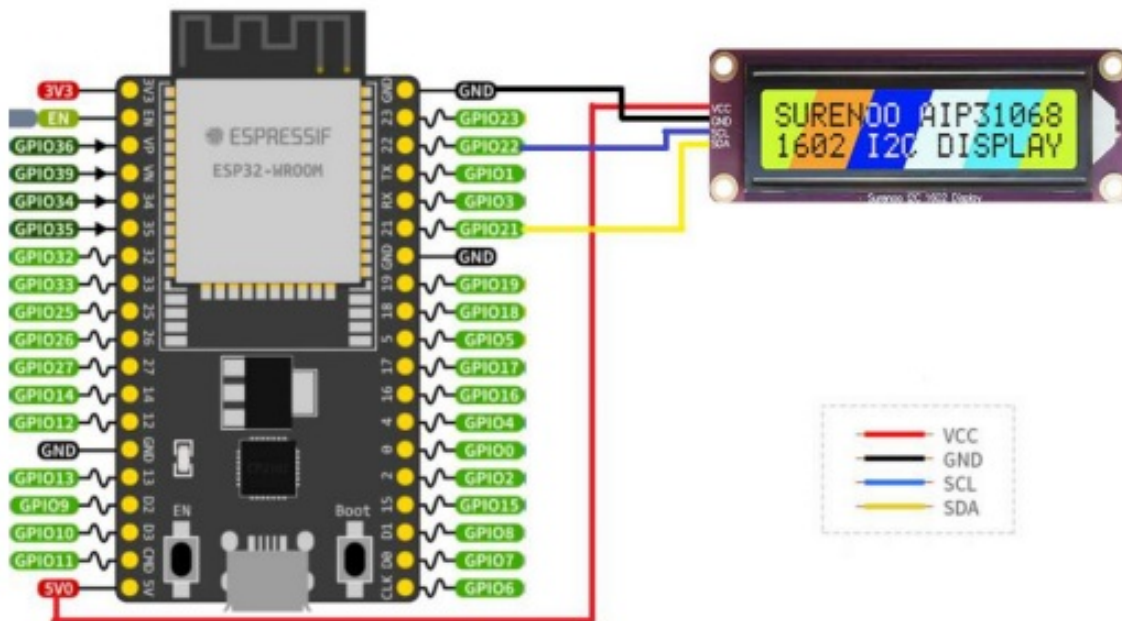 3V3
EN
GPIO36
GPIO39
GPIO34
GPIO35
GPIO32
GPIO33
GPIO25
GPIO26
GPIO27
GPIO14
GPIO12
GND
GPIO13
GPIO9
GPIO10
GPIO11
5V0
3V3
EN
VP
VN
34
35
32
33
25
26
27
14
12
GND
13
D2
D3
CMD
5V
ESPRESSIF
ESP32-WROOM
EN
Boot
GND
23
22
TX
RX
21
GND
19
18
5
17
16
4
0
2
15
D1
D0
CLK
GND
GPIO23
GPIO22
GPIO1
GPIO3
GPIO21
GND
GPIO19
GPIO18
GPIO5
GPIO17
GPIO16
GPIO4
GPIO0
GPIO2
GPIO15
GPIO8
GPIO7
GPIO6
VCC
GND
SCL
SDA
SURENOO AIP31068
1602 I2C DISPLAY
Surenoo I2C 1602 Display
VCC
GND
SCL
SDA